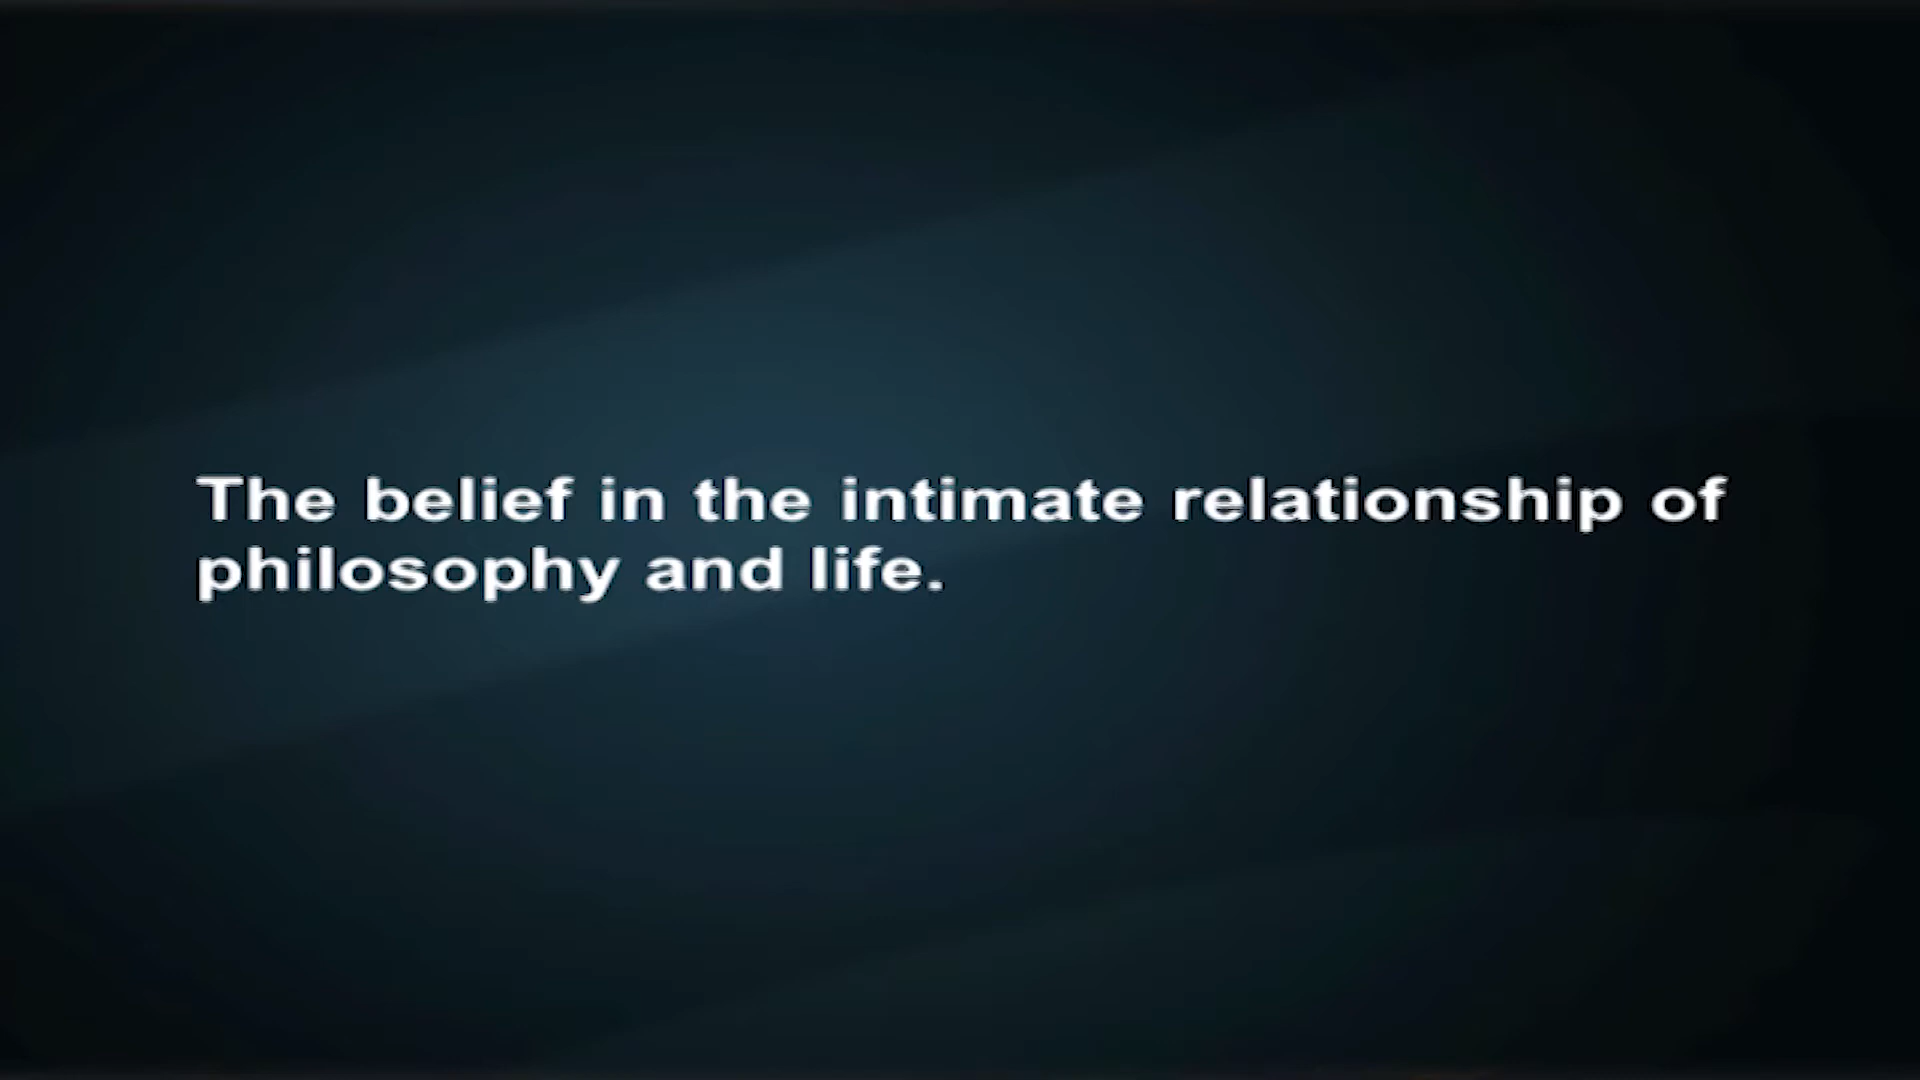 The belief in the intimate relationship of
philosophy and life.